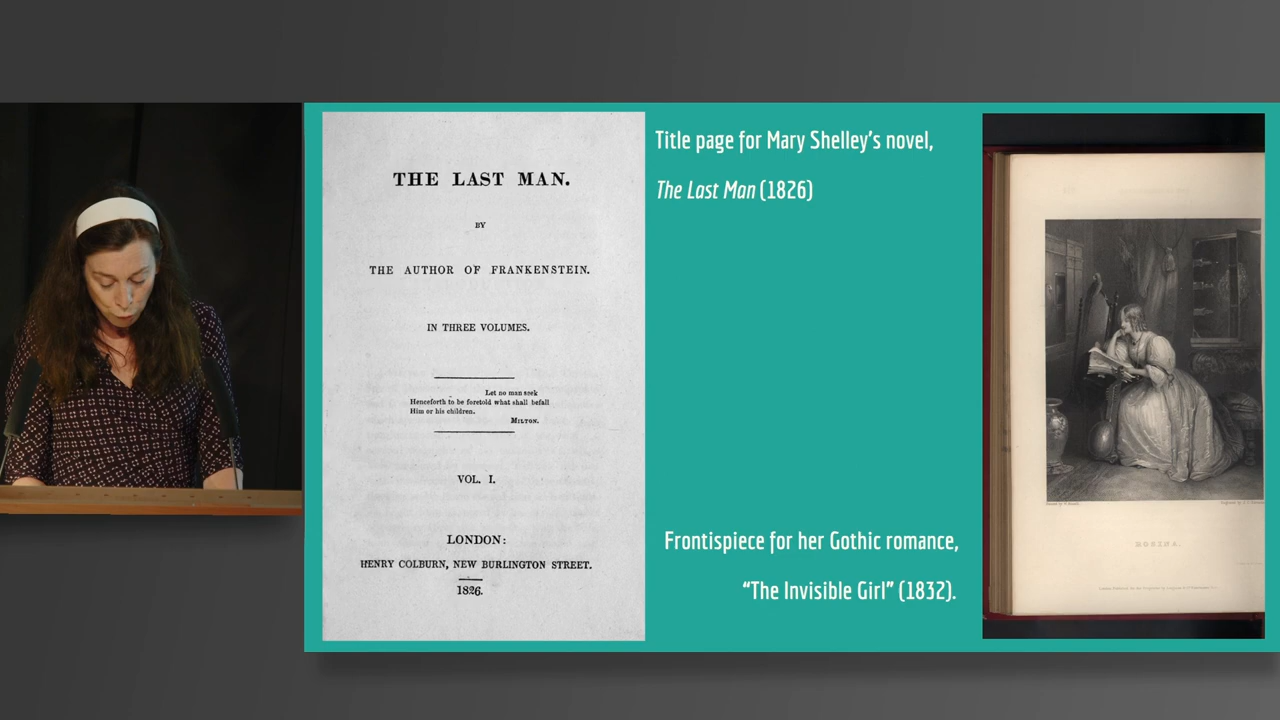 THE LAST MAN.
BY
THE AUTHOR OF FRANKENSTEIN.
IN THREE VOLUMES.
Let no man seek
Henceforth to be foretold what shall befall
Him or his children.
MILTON.
VOL. I.
LONDON:
HENRY COLBURN, NEW BURLINGTON STREET.
1826.
Title page for Mary Shelley's novel,
The Last Man (1826)
Frontispiece for her Gothic romance,
“The Invisible Girl” (1832).
ROSINA.